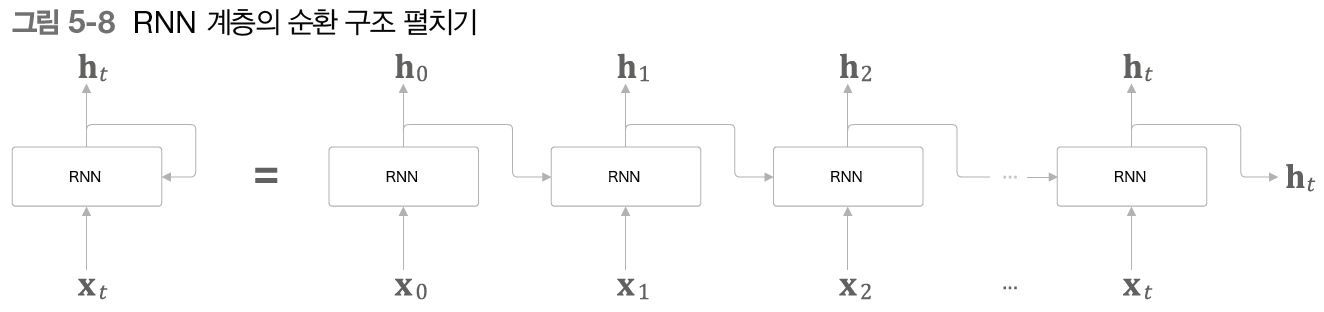 그림 5-8 RNN 계층의 순환 구조 펼치기
h_t h_0 h_1 h_2 h_t
RNN = RNN RNN RNN ... RNN h_t
x_t x_0 x_1 x_2 ... x_t